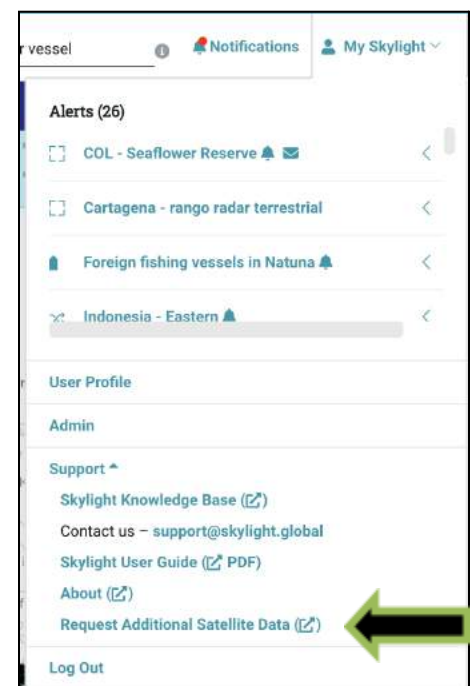 r vessel
Notifications
My Skylight
Alerts (26)
COL - Seaflower Reserve
Cartagena - rango radar terrestrial
Foreign fishing vessels in Natuna
Indonesia - Eastern
User Profile
Admin
Support
Skylight Knowledge Base ( )
Contact us – support@skylight.global
Skylight User Guide ( PDF)
About ( )
Request Additional Satellite Data ( )
Log Out